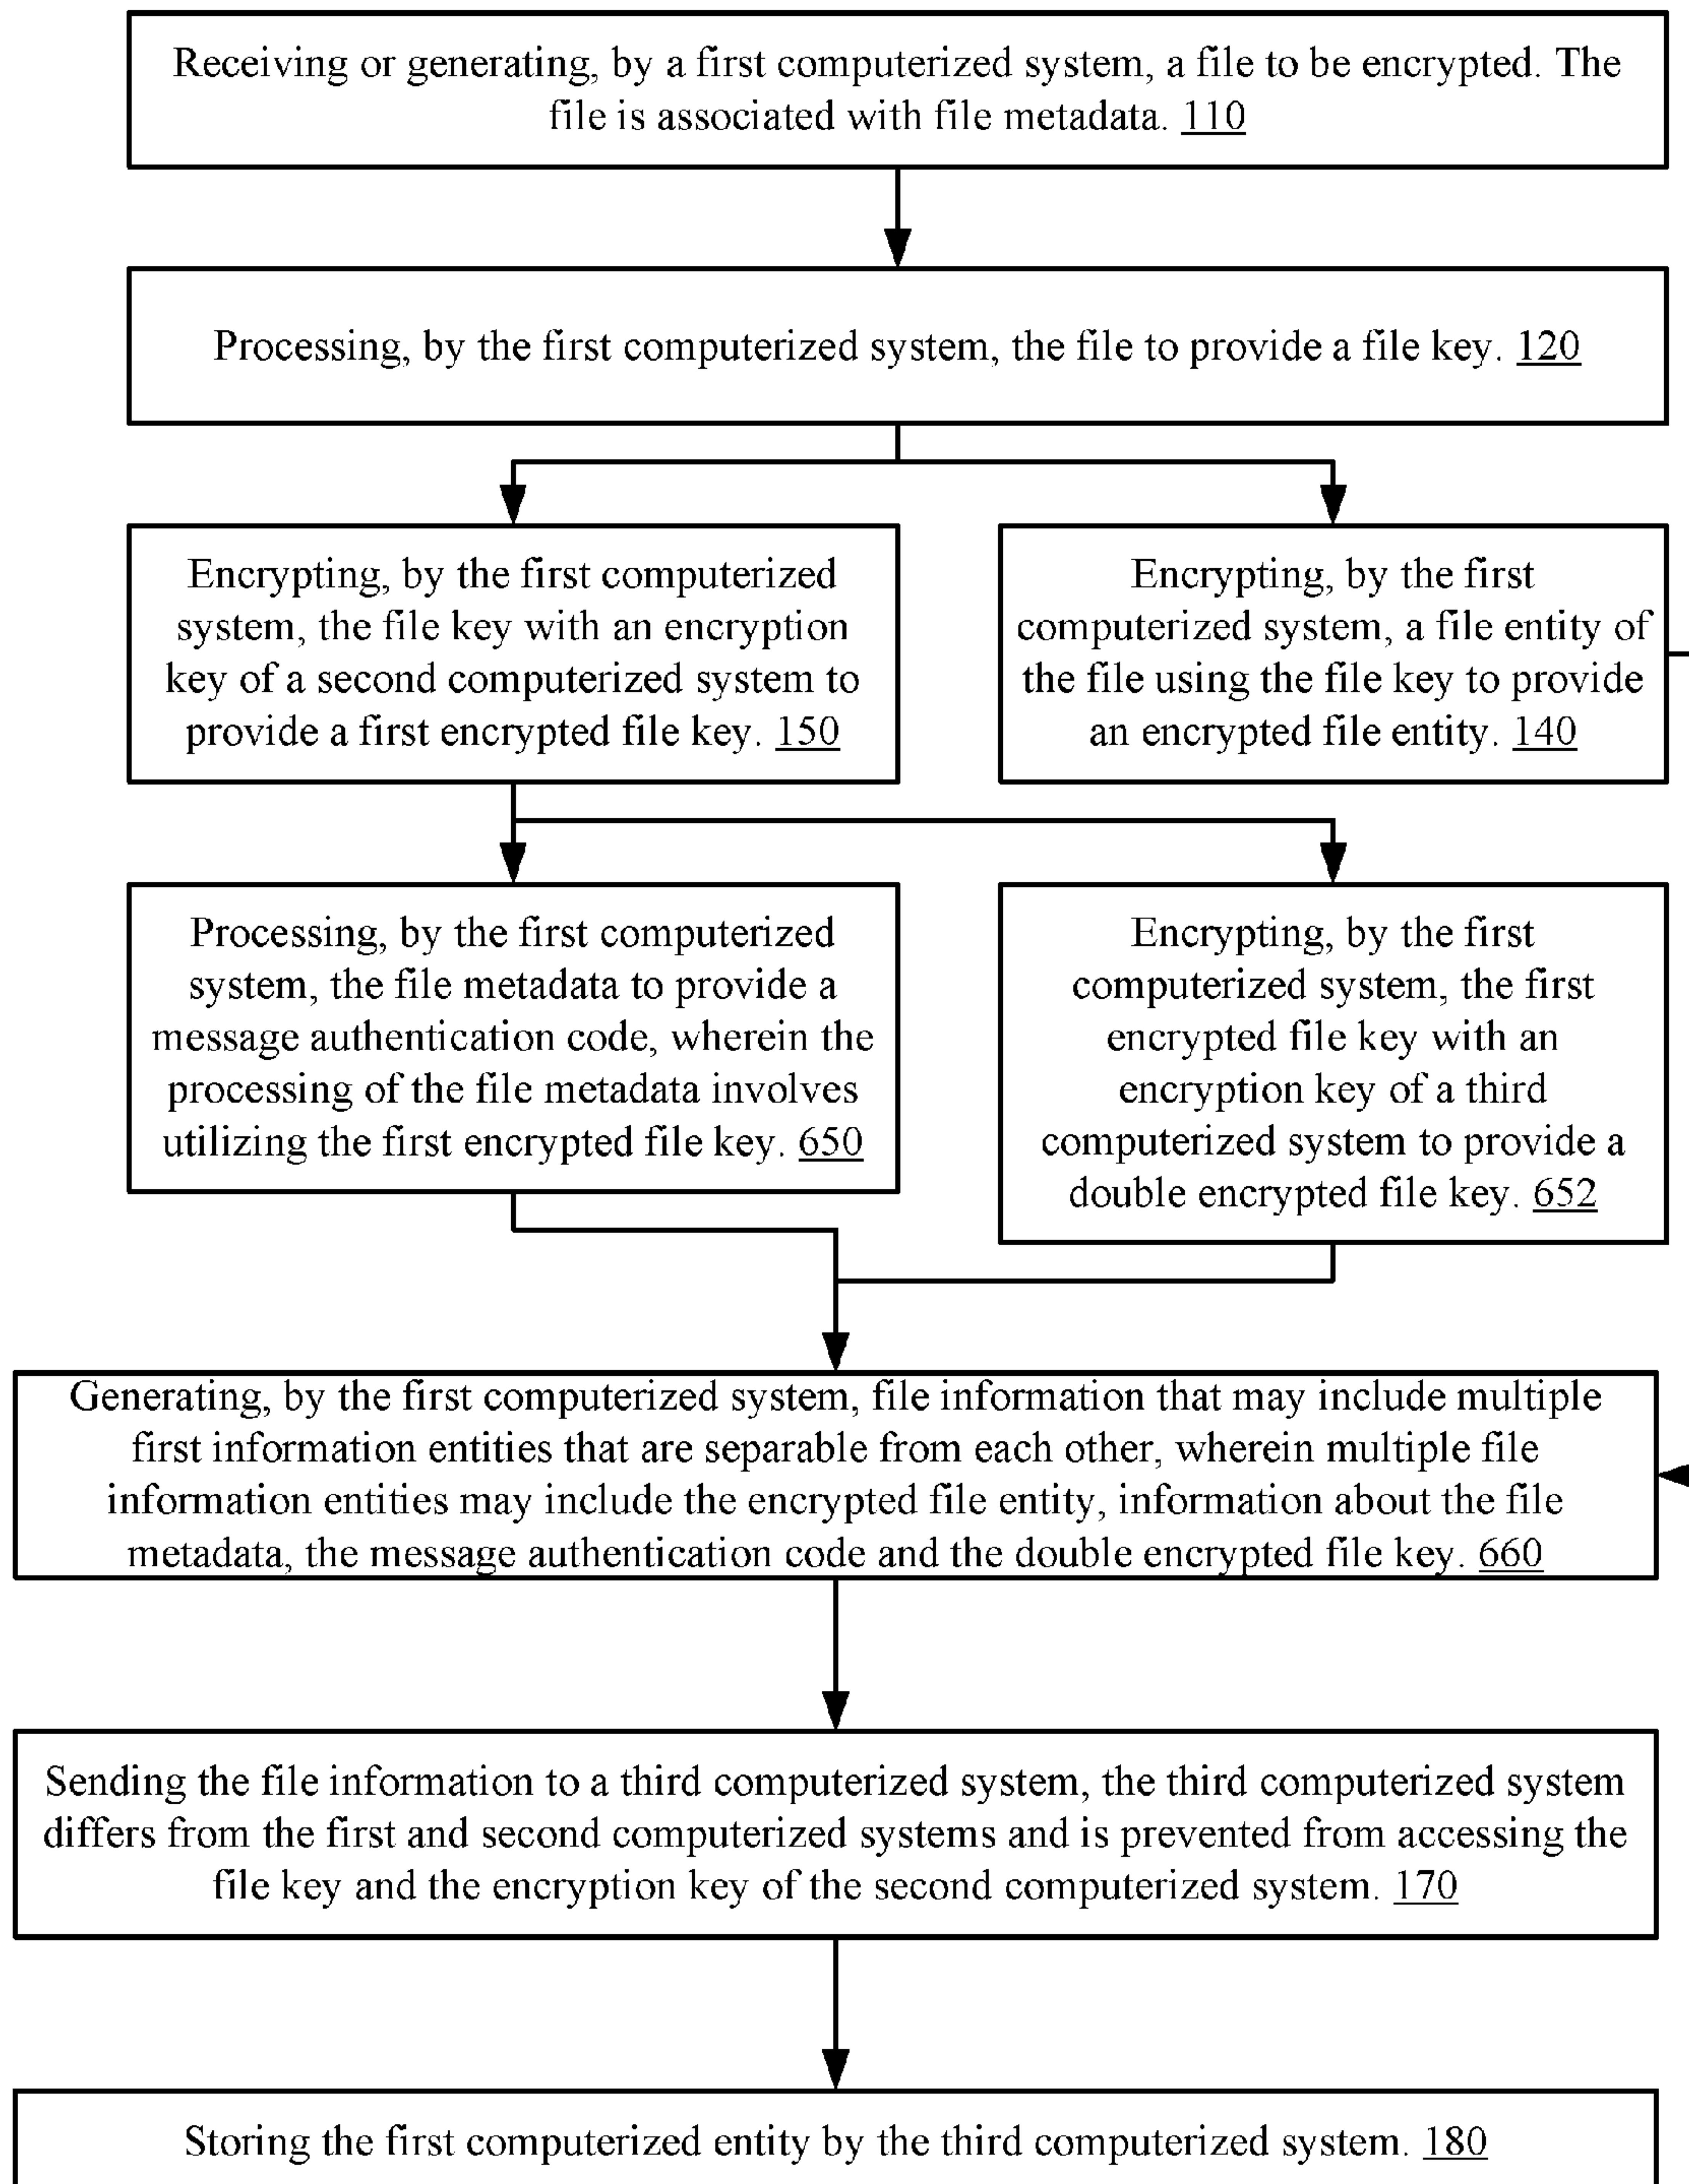 Receiving or generating, by a first computerized system, a file to be encrypted. The
file is associated with file metadata. 110
Processing, by the first computerized system, the file to provide a file key. 120
Encrypting, by the first computerized
system, the file key with an encryption
key of a second computerized system to
provide a first encrypted file key. 150
Encrypting, by the first
computerized system, a file entity of
the file using the file key to provide
an encrypted file entity. 140
Processing, by the first computerized
system, the file metadata to provide a
message authentication code, wherein the
processing of the file metadata involves
utilizing the first encrypted file key. 650
Encrypting, by the first
computerized system, the first
encrypted file key with an
encryption key of a third
computerized system to provide a
double encrypted file key. 652
Generating, by the first computerized system, file information that may include multiple
first information entities that are separable from each other, wherein multiple file
information entities may include the encrypted file entity, information about the file
metadata, the message authentication code and the double encrypted file key. 660
Sending the file information to a third computerized system, the third computerized system
differs from the first and second computerized systems and is prevented from accessing the
file key and the encryption key of the second computerized system. 170
Storing the first computerized entity by the third computerized system. 180